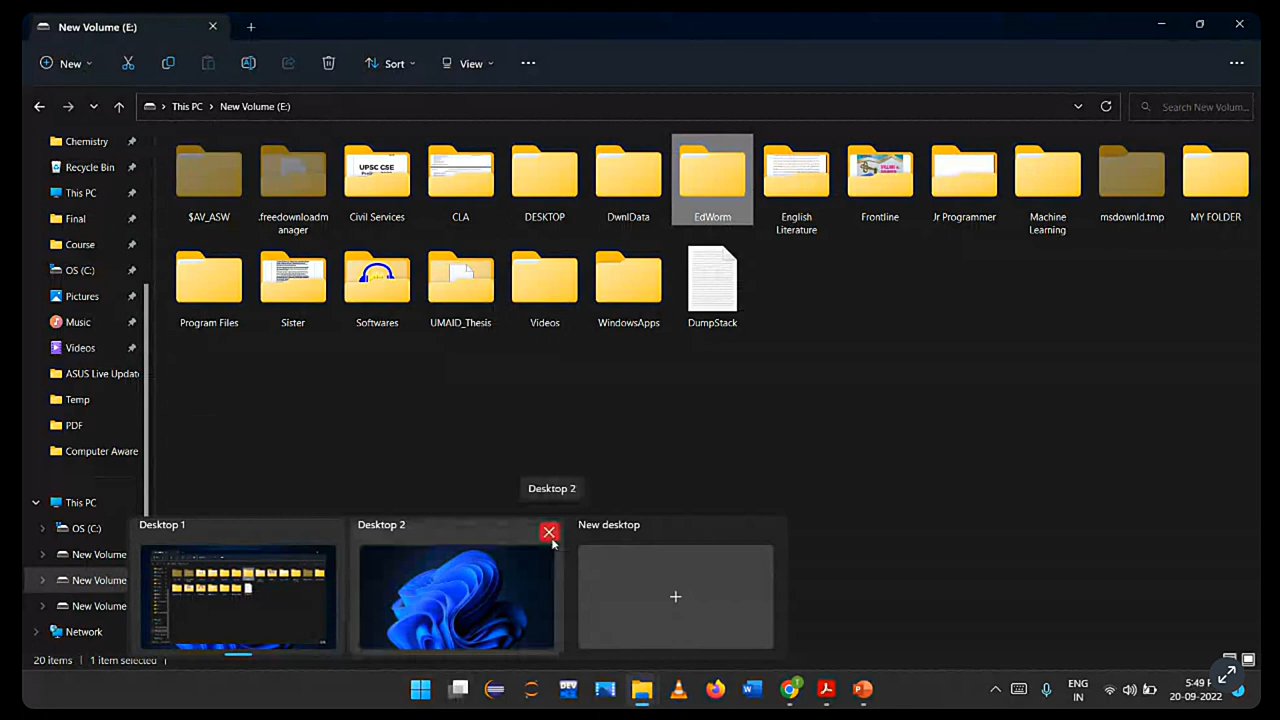 New Volume (E:)
New
Sort
View
This PC
New Volume (E:)
Search New Volum...
Chemistry
Recycle Bin
This PC
Final
Course
OS (C:)
Pictures
Music
Videos
ASUS Live Updat
Temp
PDF
Computer Aware
This PC
OS (C:)
New Volume
New Volume
New Volume
Network
$AV_ASW
.freedownloadm
anager
UPSC CSE
Civil Services
CLA
DESKTOP
DwnlData
EdWorm
English
Literature
Frontline
Jr Programmer
Machine
Learning
msdownld.tmp
MY FOLDER
Program Files
Sister
Softwares
UMAID_Thesis
Videos
WindowsApps
DumpStack
Desktop 2
Desktop 1
Desktop 2
New desktop
20 items
1 item selected
DEV
ENG
IN
5:49
20-09-2022